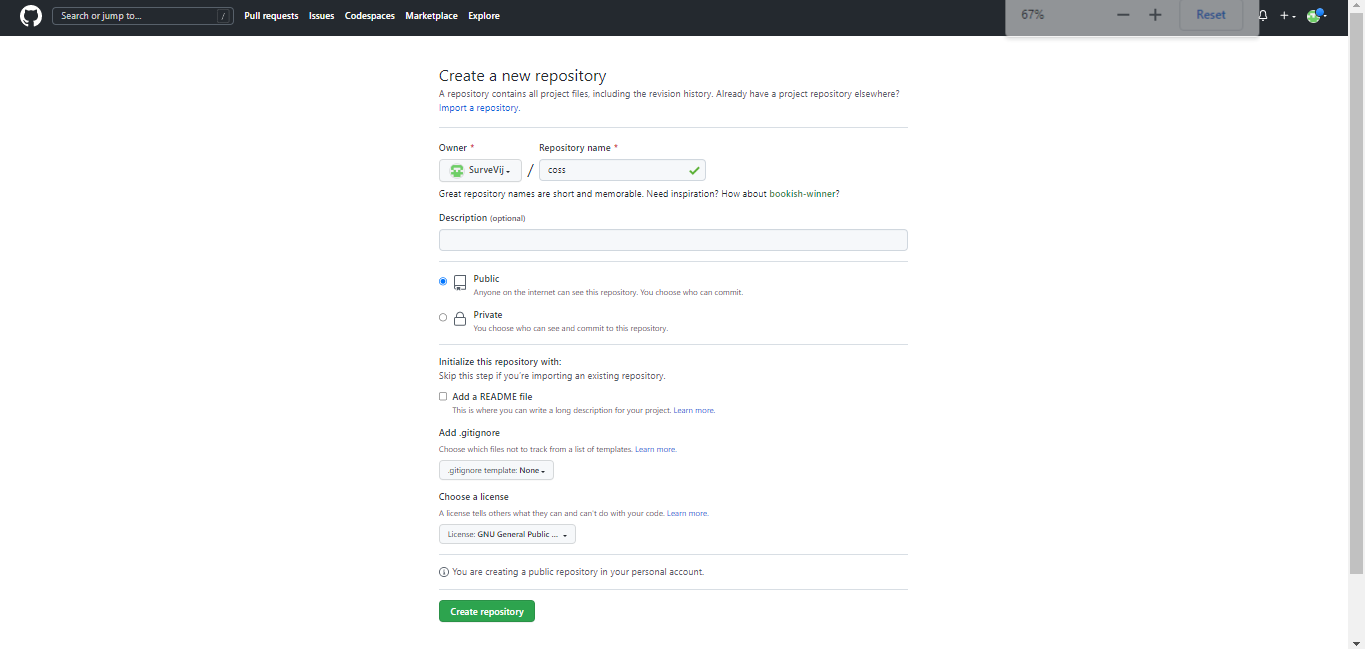 Search or jump to... /
Pull requests Issues Codespaces Marketplace Explore
67% Reset
Create a new repository
A repository contains all project files, including the revision history. Already have a project repository elsewhere?
Import a repository.
Owner * Repository name *
SurveVij / coss
Great repository names are short and memorable. Need inspiration? How about bookish-winner?
Description (optional)
Public
Anyone on the internet can see this repository. You choose who can commit.
Private
You choose who can see and commit to this repository.
Initialize this repository with:
Skip this step if you're importing an existing repository.
Add a README file
This is where you can write a long description for your project. Learn more.
Add .gitignore
Choose which files not to track from a list of templates. Learn more.
.gitignore template: None
Choose a license
A license tells others what they can and can't do with your code. Learn more.
License: GNU General Public ...
You are creating a public repository in your personal account.
Create repository